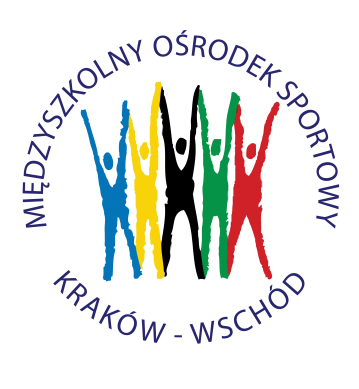 MIĘDZYSZKOLNY OŚRODEK SPORTOWY
KRAKÓW - WSCHÓD